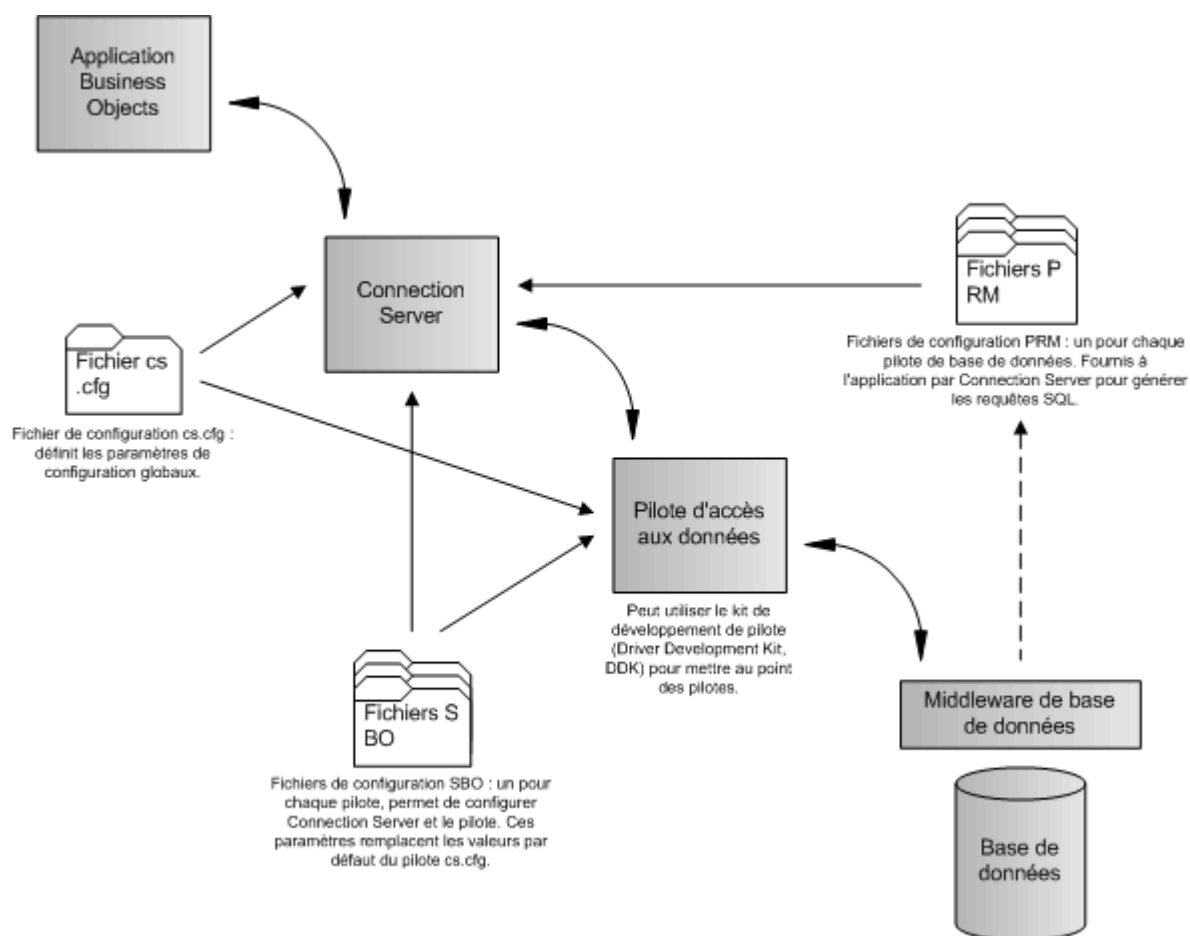 Application
Business
Objects
Connection
Server
Fichiers P
RM
Fichiers de configuration PRM : un pour chaque
pilote de base de données. Fournis à
l'application par Connection Server pour générer
les requêtes SQL.
Fichier cs
.cfg
Fichier de configuration cs.cfg :
définit les paramètres de
configuration globaux.
Pilote d'accès
aux données
Peut utiliser le kit de
développement de pilote
(Driver Development Kit,
DDK) pour mettre au point
des pilotes.
Fichiers S
BO
Fichiers de configuration SBO : un pour
chaque pilote, permet de configurer
Connection Server et le pilote. Ces
paramètres remplacent les valeurs par
défaut du pilote cs.cfg.
Middleware de base
de données
Base de
données